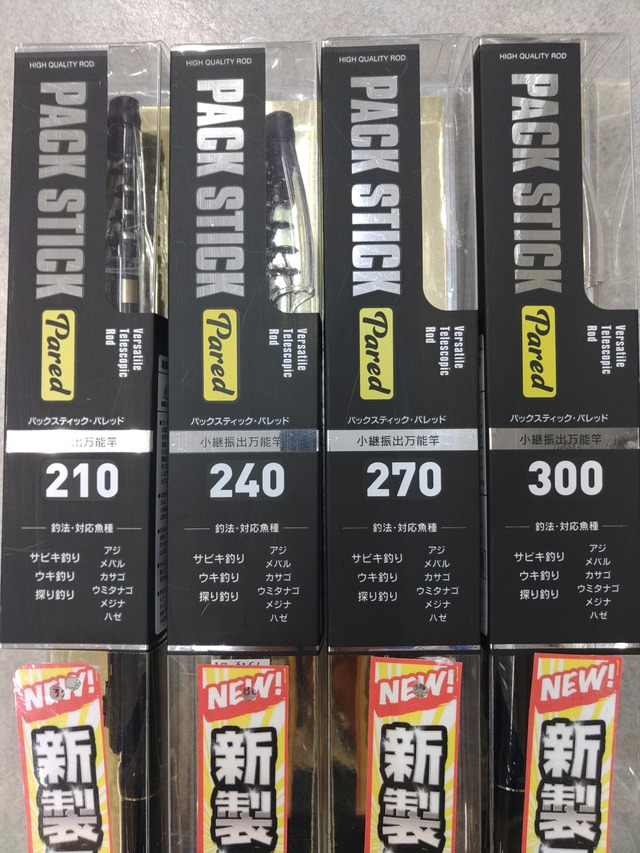 HIGH QUALITY ROD
PACK STICK
Pared
Versatile
Telescopic
Rod
パックスティック・パレッド
出万能竿
210
釣法・対応魚種
サビキ釣り
ウキ釣り
探り釣り
アジ
メバル
カサゴ
ウミタナゴ
メジナ
ハゼ
NEW!
新製
HIGH QUALITY ROD
PACK STICK
Pared
Versatile
Telescopic
Rod
パックスティック・パレッド
小継振出万能竿
240
釣法・対応魚種
サビキ釣り
ウキ釣り
探り釣り
アジ
メバル
カサゴ
ウミタナゴ
メジナ
ハゼ
NEW!
新製
HIGH QUALITY ROD
PACK STICK
Pared
Versatile
Telescopic
Rod
パックスティック・パレッド
小継振出万能竿
270
釣法・対応魚種
サビキ釣り
ウキ釣り
探り釣り
アジ
メバル
カサゴ
ウミタナゴ
メジナ
ハゼ
NEW!
新製
HIGH QUALITY ROD
PACK STICK
Pared
Versatile
Telescopic
Rod
パックスティック・パレッド
小継振出万能竿
300
釣法・対応魚種
サビキ釣り
ウキ釣り
探り釣り
アジ
メバル
カサゴ
ウミタナゴ
メジナ
ハゼ
NEW!
新製